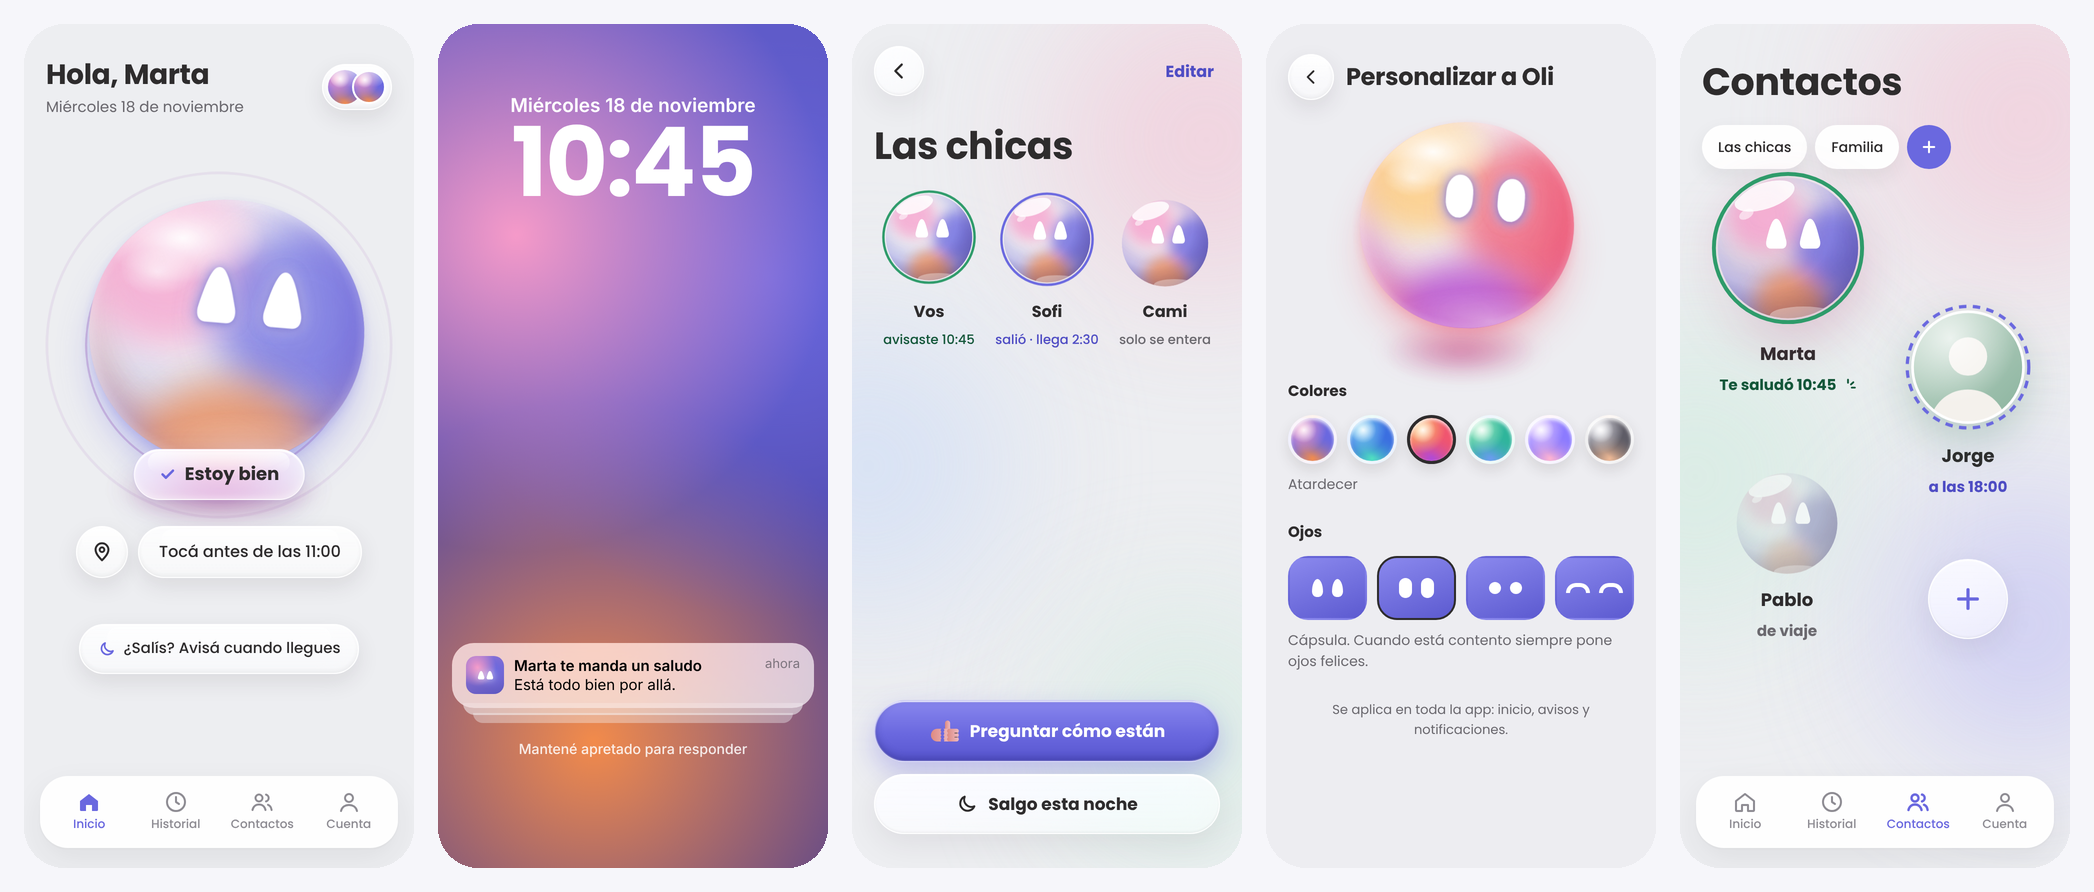 Hola, Marta
Miércoles 18 de noviembre
Estoy bien
Tocá antes de las 11:00
¿Salís? Avisá cuando llegues
Inicio
Historial
Contactos
Cuenta
Miércoles 18 de noviembre
10:45
Marta te manda un saludo
ahora
Está todo bien por allá.
Mantené apretado para responder
Editar
Las chicas
Vos
Sofi
Cami
avisaste 10:45
salió · llega 2:30
solo se entera
Preguntar cómo están
Salgo esta noche
Personalizar a Oli
Colores
Atardecer
Ojos
Cápsula. Cuando está contento siempre pone
ojos felices.
Se aplica en toda la app: inicio, avisos y
notificaciones.
Contactos
Las chicas
Familia
Marta
Te saludó 10:45
Jorge
a las 18:00
Pablo
de viaje
Inicio
Historial
Contactos
Cuenta